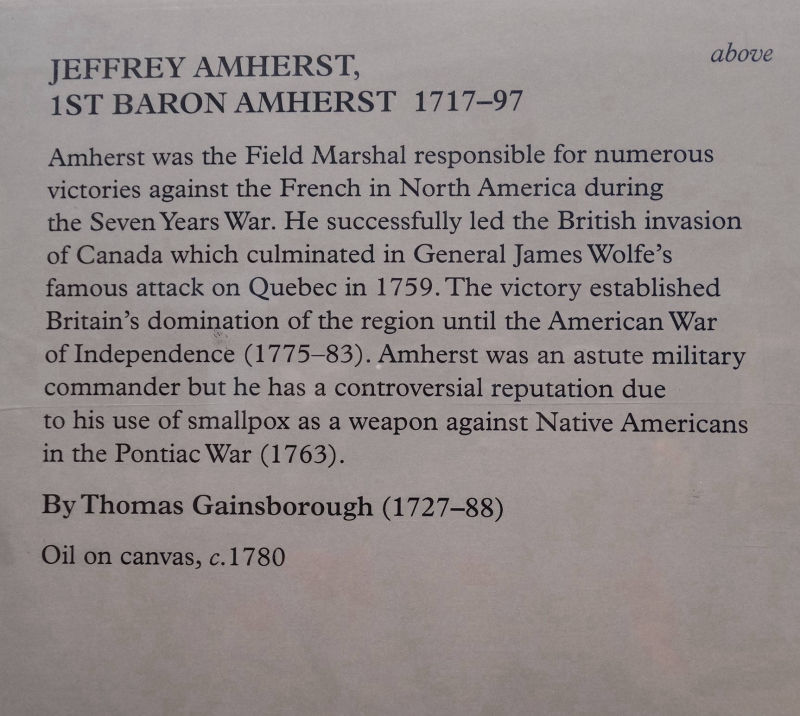 above
JEFFREY AMHERST,
1ST BARON AMHERST 1717–97
Amherst was the Field Marshal responsible for numerous
victories against the French in North America during
the Seven Years War. He successfully led the British invasion
of Canada which culminated in General James Wolfe's
famous attack on Quebec in 1759. The victory established
Britain's domination of the region until the American War
of Independence (1775–83). Amherst was an astute military
commander but he has a controversial reputation due
to his use of smallpox as a weapon against Native Americans
in the Pontiac War (1763).
By Thomas Gainsborough (1727–88)
Oil on canvas, c.1780